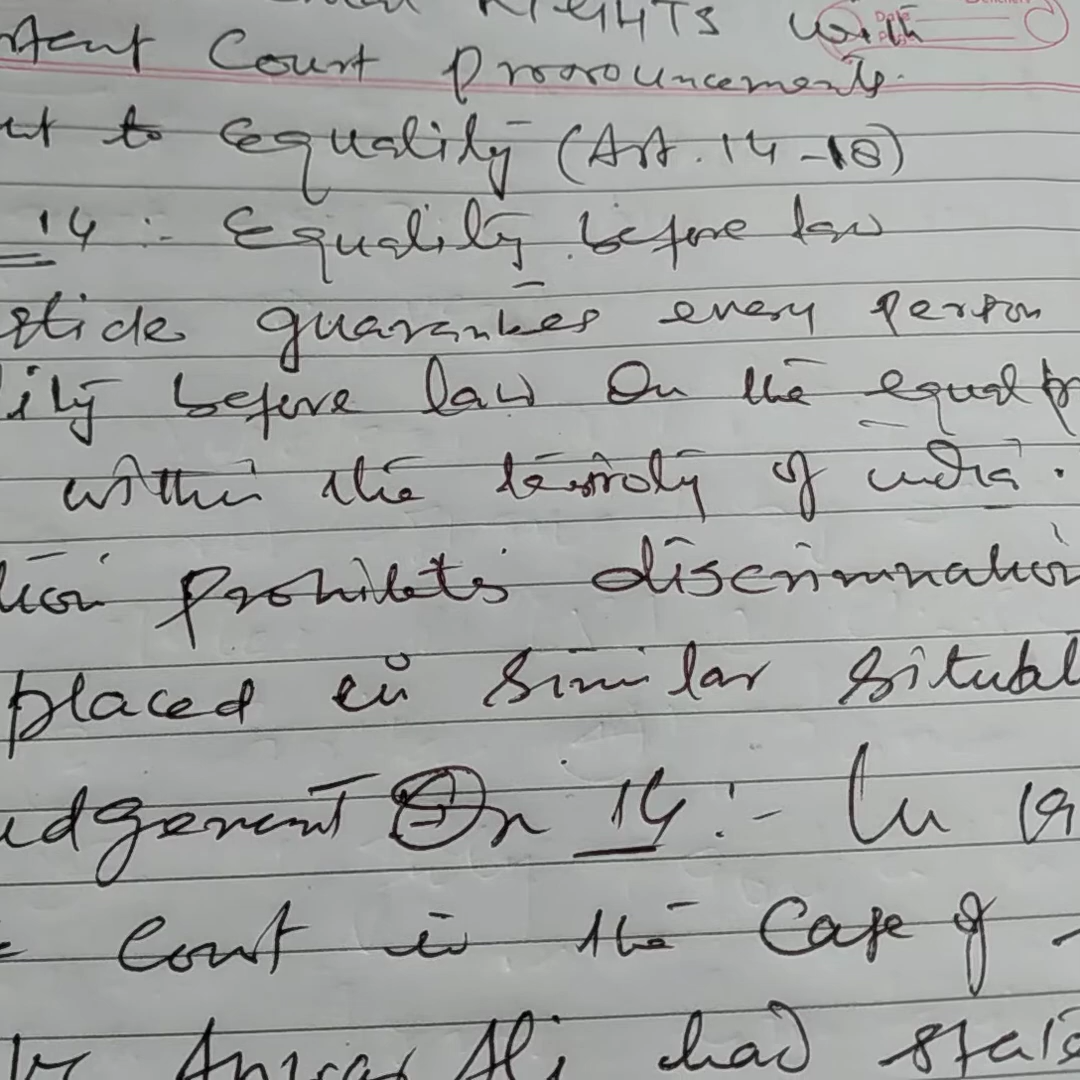 RIGHTS with
Court Pronouncements.
to Equality (Art. 14-18)
14 :- Equality before law
guarantees every person
before law on the equal
within the territory of india.
prohibits discrimination
placed in similar
On 14 :- In
Court in the Case of
Anwar Ali had